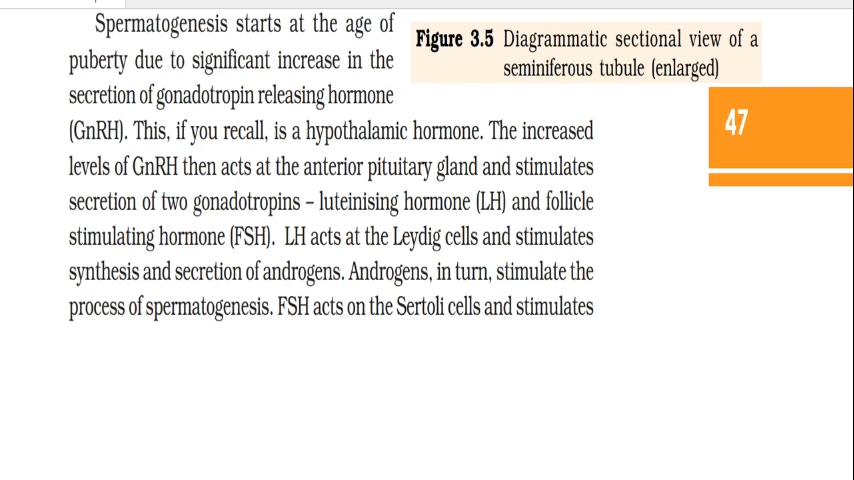 Spermatogenesis starts at the age of
puberty due to significant increase in the
secretion of gonadotropin releasing hormone
(GnRH). This, if you recall, is a hypothalamic hormone. The increased
levels of GnRH then acts at the anterior pituitary gland and stimulates
secretion of two gonadotropins – luteinising hormone (LH) and follicle
stimulating hormone (FSH). LH acts at the Leydig cells and stimulates
synthesis and secretion of androgens. Androgens, in turn, stimulate the
process of spermatogenesis. FSH acts on the Sertoli cells and stimulates
Figure 3.5 Diagrammatic sectional view of a
seminiferous tubule (enlarged)
47